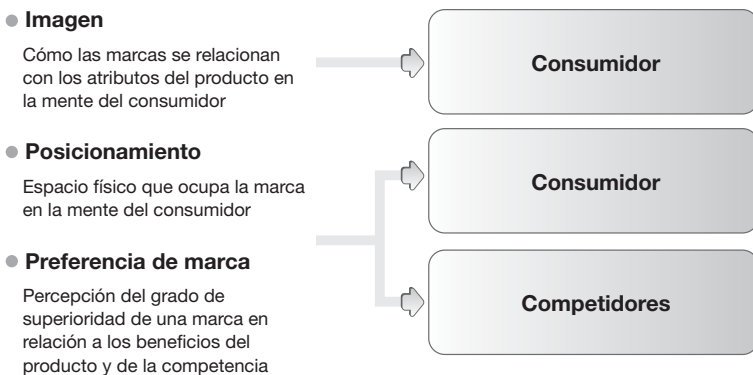 Imagen
Cómo las marcas se relacionan
con los atributos del producto en
la mente del consumidor
Consumidor
Posicionamiento
Espacio físico que ocupa la marca
en la mente del consumidor
Consumidor
Preferencia de marca
Percepción del grado de
superioridad de una marca en
relación a los beneficios del
producto y de la competencia
Competidores